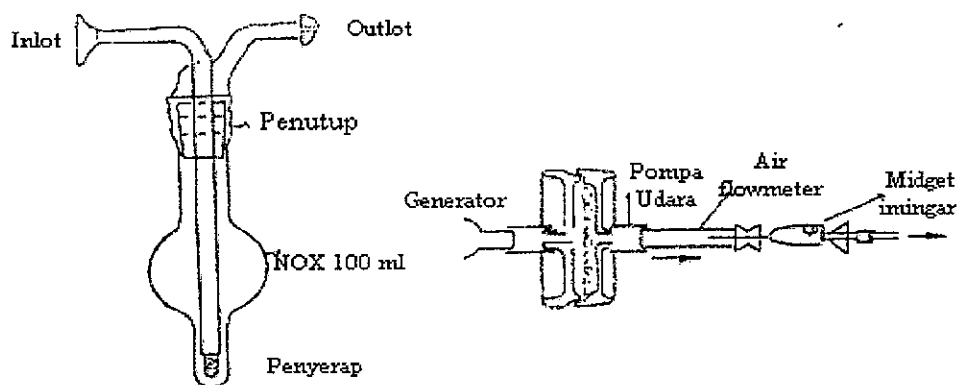 Inlot
Outlot
Penutup
NOX 100 ml
Penyerap
Generator
Pompa
Udara
Air
flowmeter
Midget
imingar